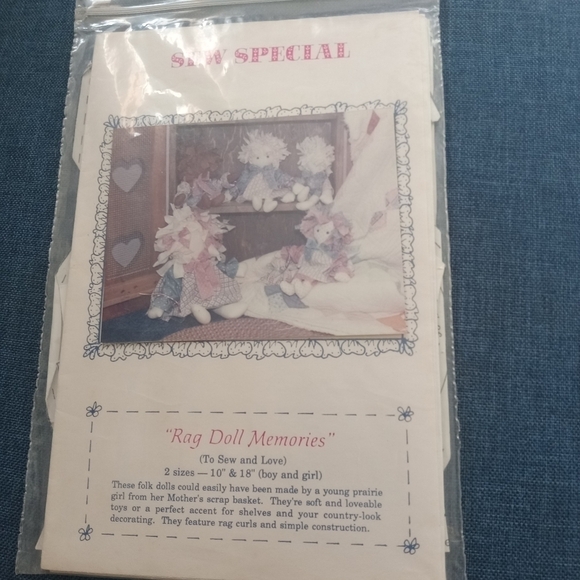 SEW SPECIAL
"Rag Doll Memories"
(To Sew and Love)
2 sizes — 10" & 18" (boy and girl)
These folk dolls could easily have been made by a young prairie
girl from her Mother's scrap basket. They're soft and loveable
toys or a perfect accent for shelves and your country-look
decorating. They feature rag curls and simple construction.